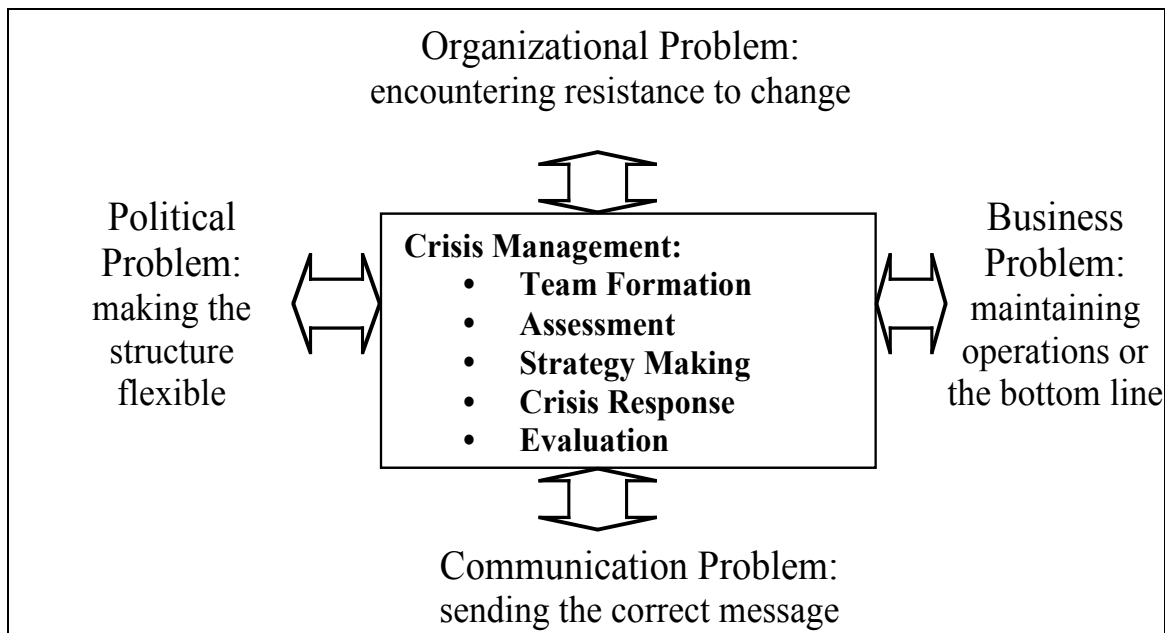 Organizational Problem:
encountering resistance to change
Political
Problem:
making the
structure
flexible
Crisis Management:
• Team Formation
• Assessment
• Strategy Making
• Crisis Response
• Evaluation
Business
Problem:
maintaining
operations or
the bottom line
Communication Problem:
sending the correct message